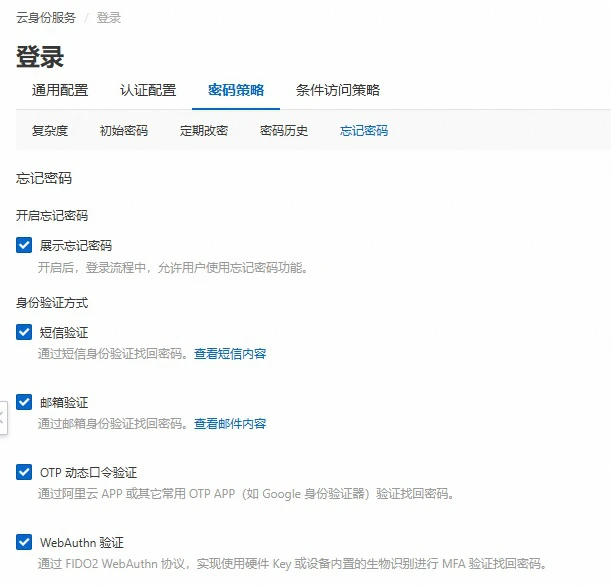 云身份服务 / 登录
登录
通用配置 认证配置 密码策略 条件访问策略
复杂度 初始密码 定期改密 密码历史 忘记密码
忘记密码
开启忘记密码
展示忘记密码
开启后，登录流程中，允许用户使用忘记密码功能。
身份验证方式
短信验证
通过短信身份验证找回密码。查看短信内容
邮箱验证
通过邮箱身份验证找回密码。查看邮件内容
OTP 动态口令验证
通过阿里云 APP 或其它常用 OTP APP（如 Google 身份验证器）验证找回密码。
WebAuthn 验证
通过 FIDO2 WebAuthn 协议，实现使用硬件 Key 或设备内置的生物识别进行 MFA 验证找回密码。